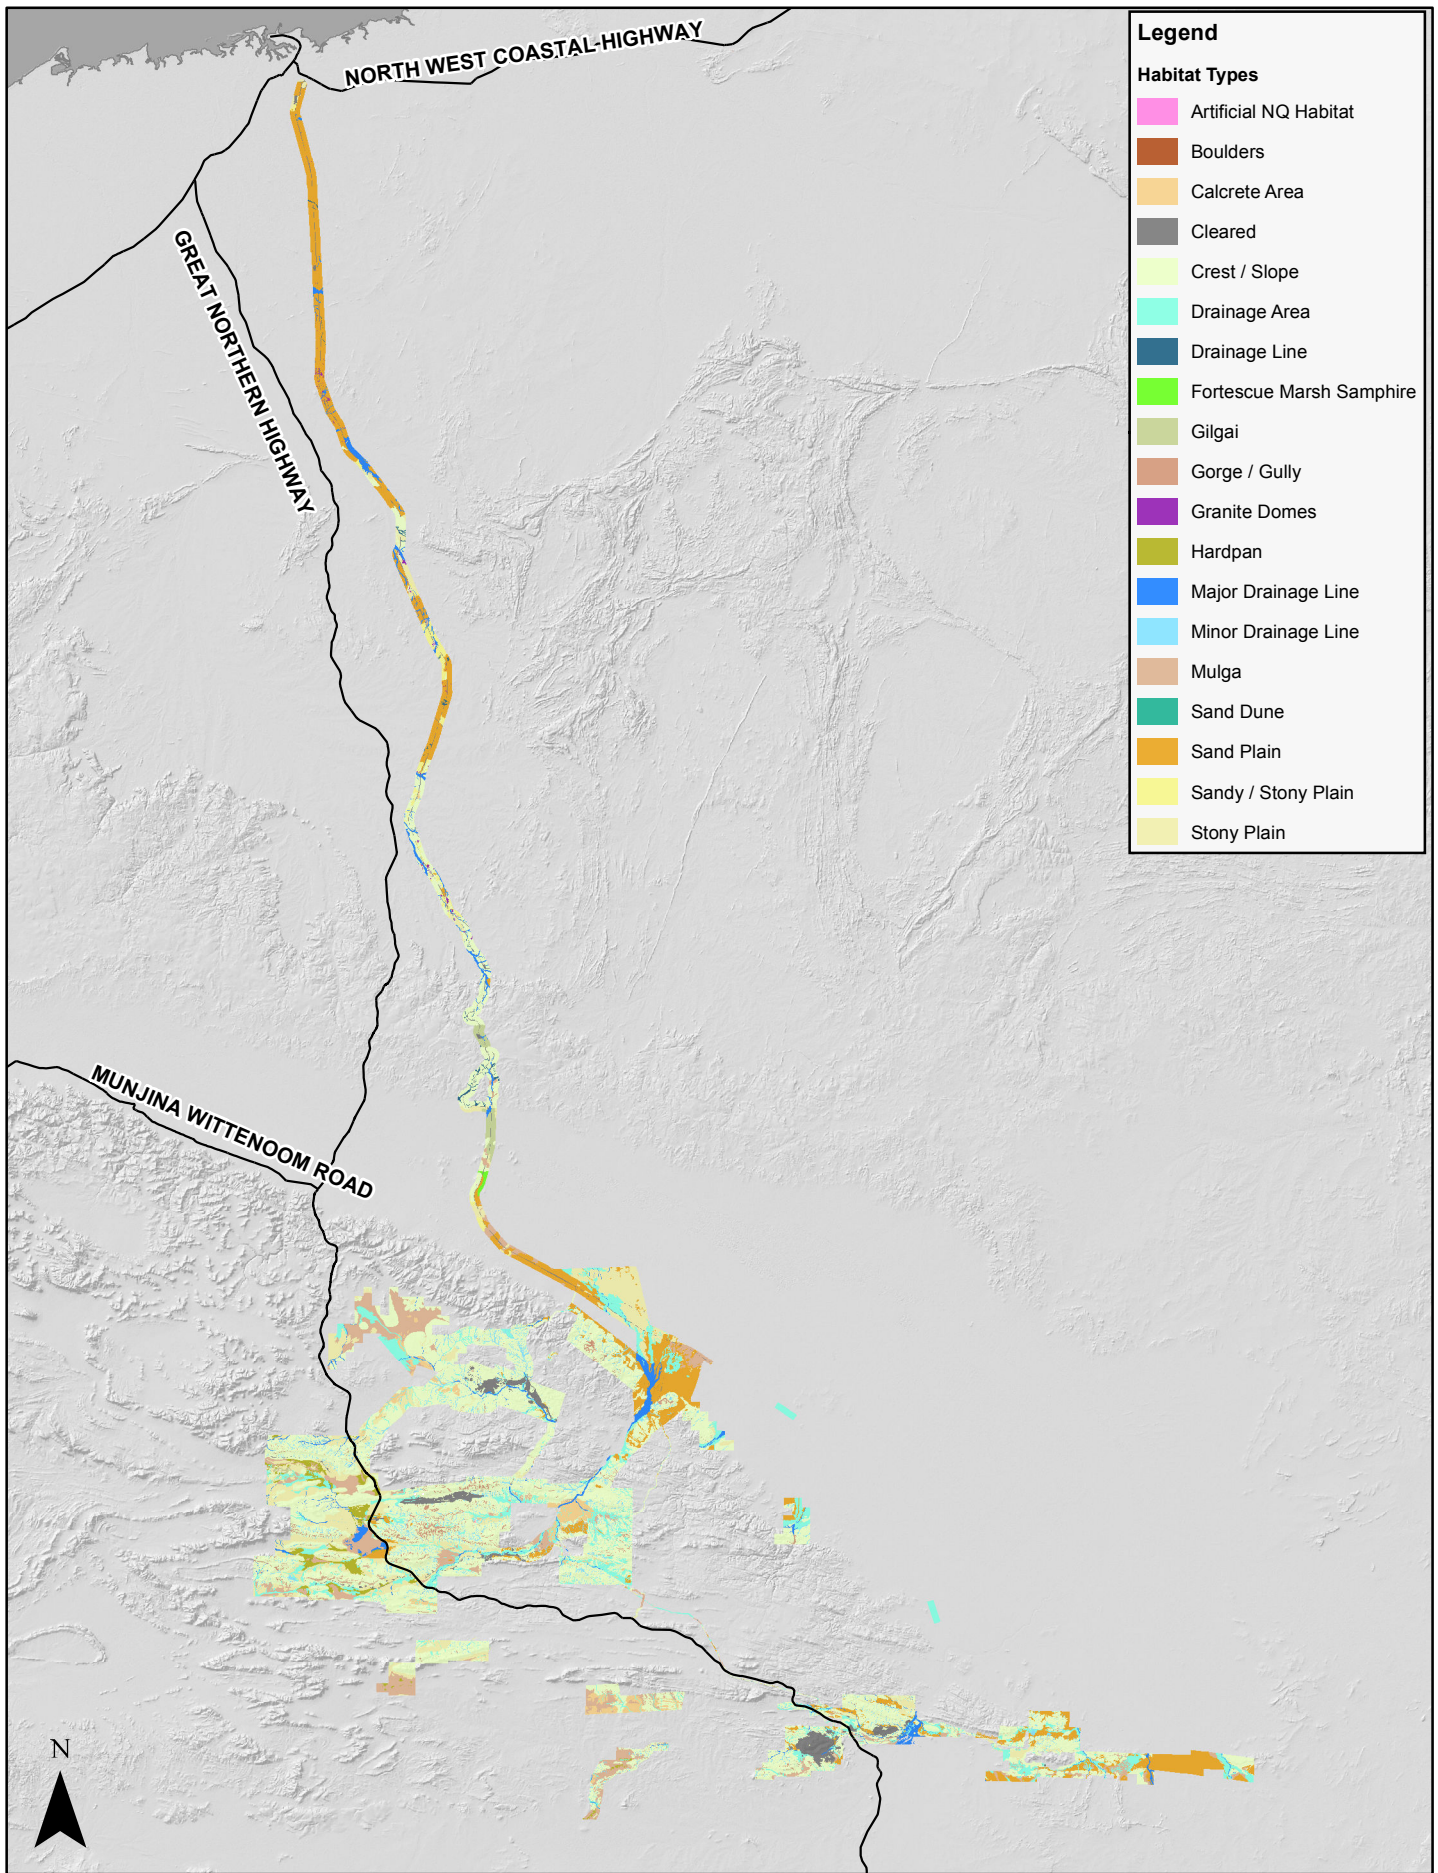 NORTH WEST COASTAL HIGHWAY
GREAT NORTHERN HIGHWAY
MUNJINA WITTENOOM ROAD
N
Legend
Habitat Types
Artificial NQ Habitat
Boulders
Calcrete Area
Cleared
Crest / Slope
Drainage Area
Drainage Line
Fortescue Marsh Samphire
Gilgai
Gorge / Gully
Granite Domes
Hardpan
Major Drainage Line
Minor Drainage Line
Mulga
Sand Dune
Sand Plain
Sandy / Stony Plain
Stony Plain